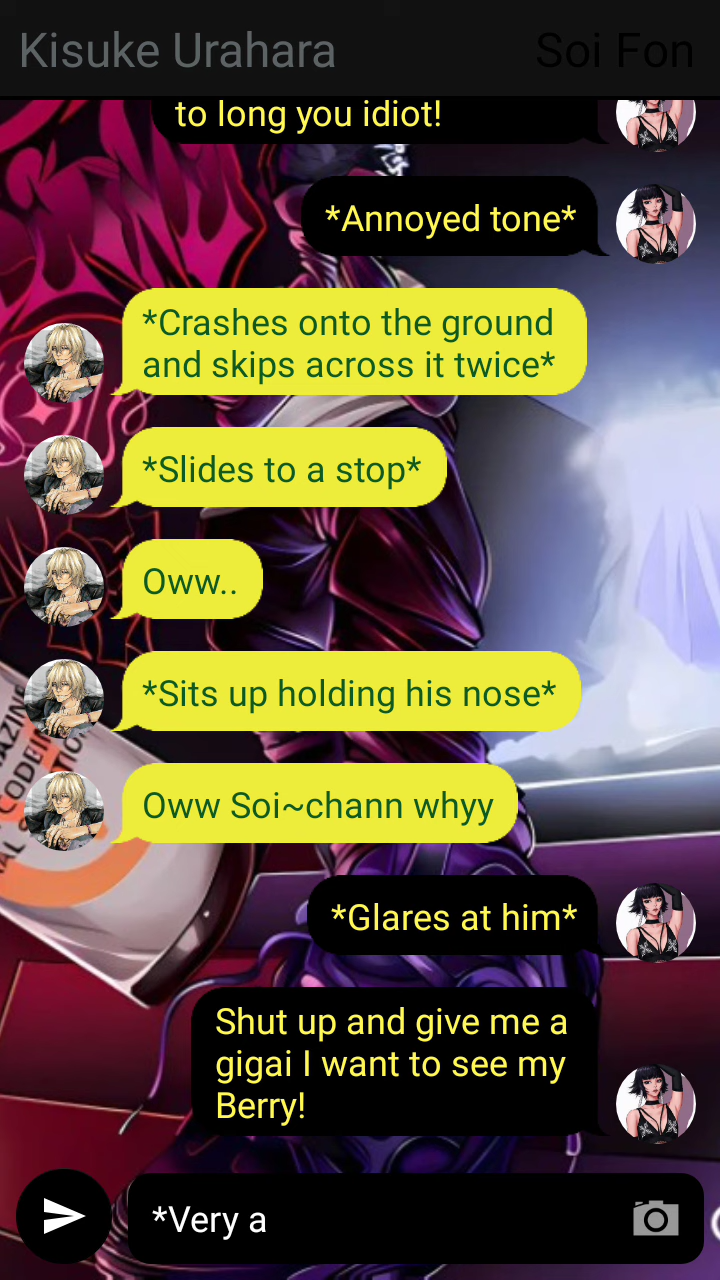 Kisuke Urahara
Soi Fon
to long you idiot!
*Annoyed tone*
*Crashes onto the ground
and skips across it twice*
*Slides to a stop*
Oww..
*Sits up holding his nose*
Oww Soi~chann whyy
*Glares at him*
Shut up and give me a
gigai I want to see my
Berry!
*Very a